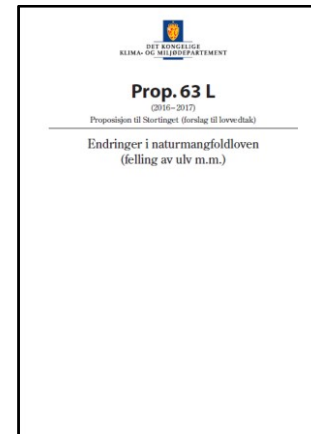 DET KONGELIGE
KLIMA- OG MILJØDEPARTEMENT
Prop. 63 L
(2016–2017)
Proposisjon til Stortinget (forslag til lovvedtak)
Endringer i naturmangfoldloven
(felling av ulv m.m.)